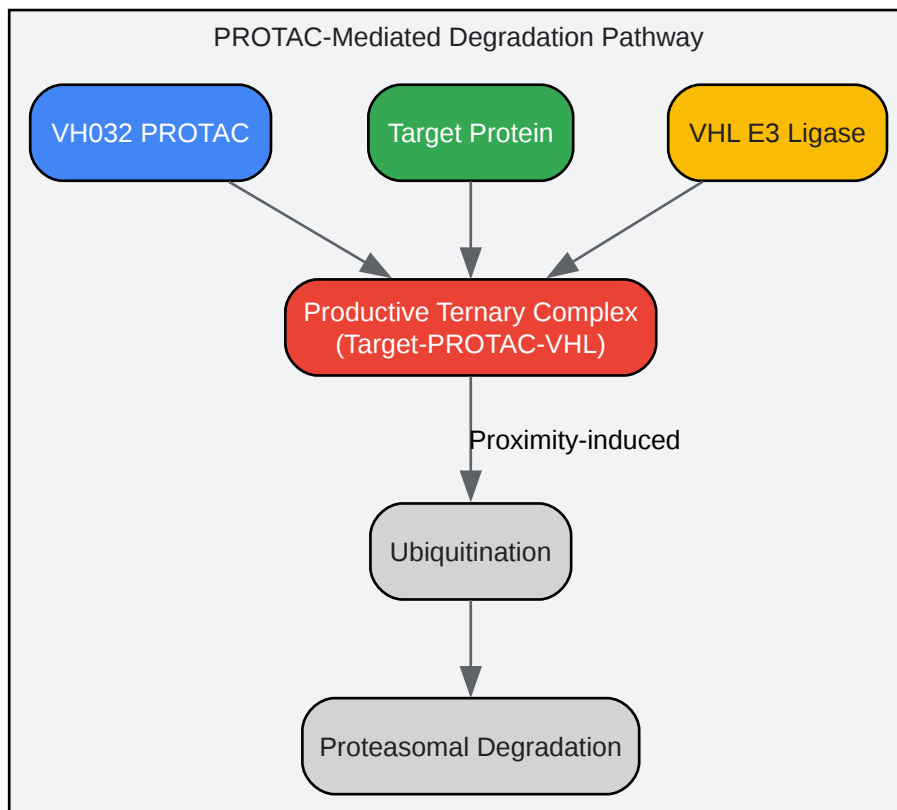 PROTAC-Mediated Degradation Pathway
VH032 PROTAC
Target Protein
VHL E3 Ligase
Productive Ternary Complex
(Target-PROTAC-VHL)
Proximity-induced
Ubiquitination
Proteasomal Degradation